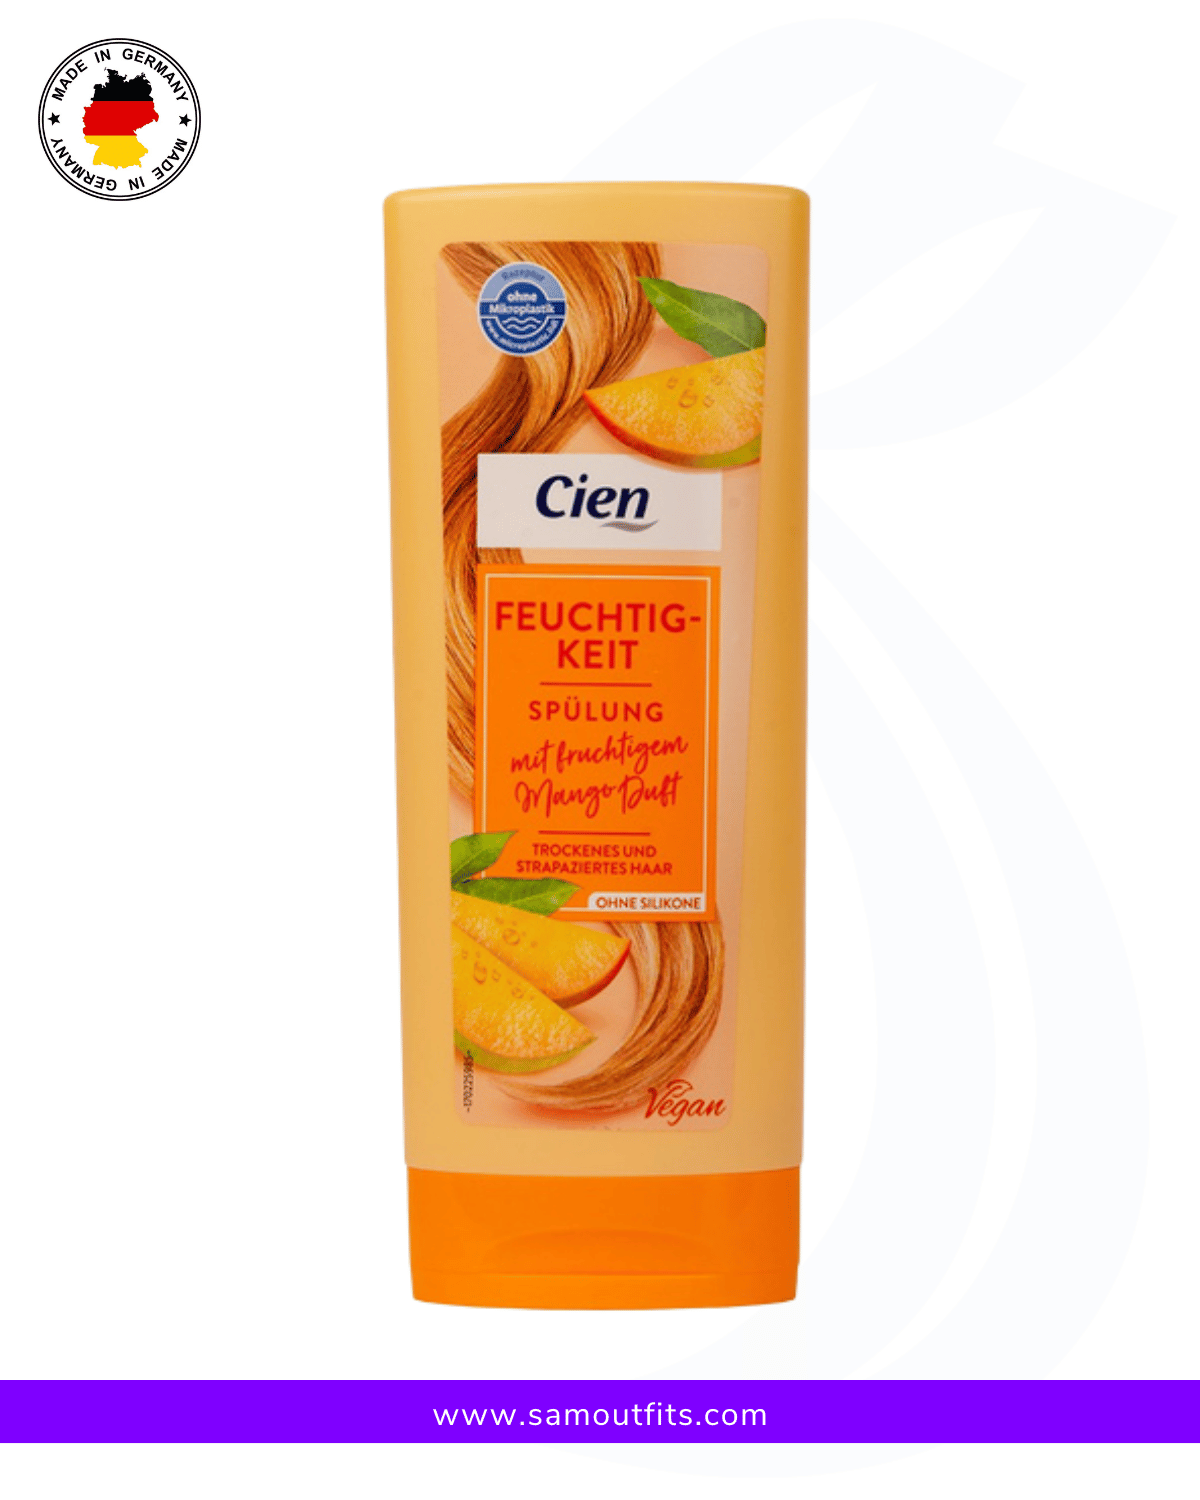 MADE IN GERMANY
MADE IN GERMANY
Rezeptur
ohne
Mikroplastik
Cien
FEUCHTIG-
KEIT
SPÜLUNG
mit fruchtigem
Mango Duft
TROCKENES UND
STRAPAZIERTES HAAR
OHNE SILIKONE
Vegan
www.samoutfits.com